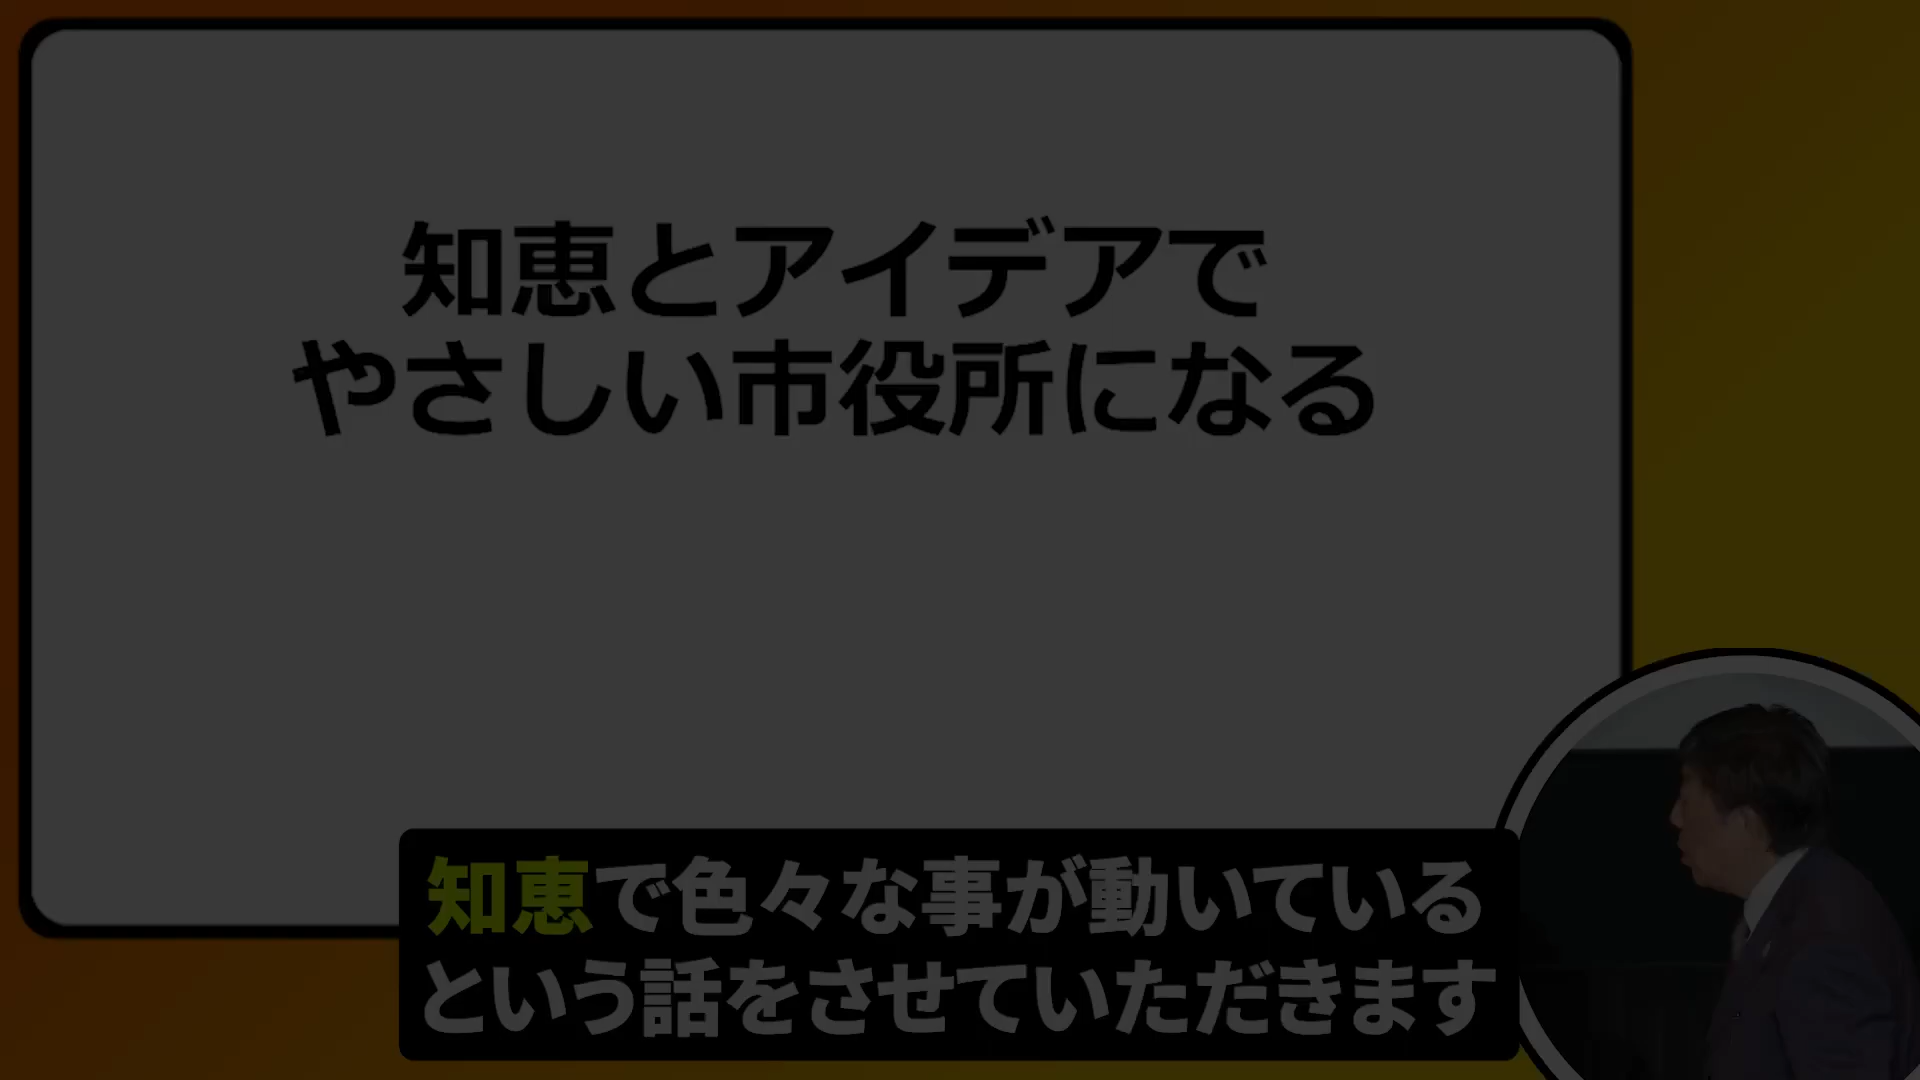 知恵とアイデアで
やさしい市役所になる
知恵で色々な事が動いている
という話をさせていただきます